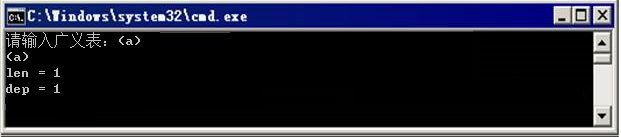 C:\Windows\system32\cmd.exe
请输入广义表：(a)
(a)
len = 1
dep = 1